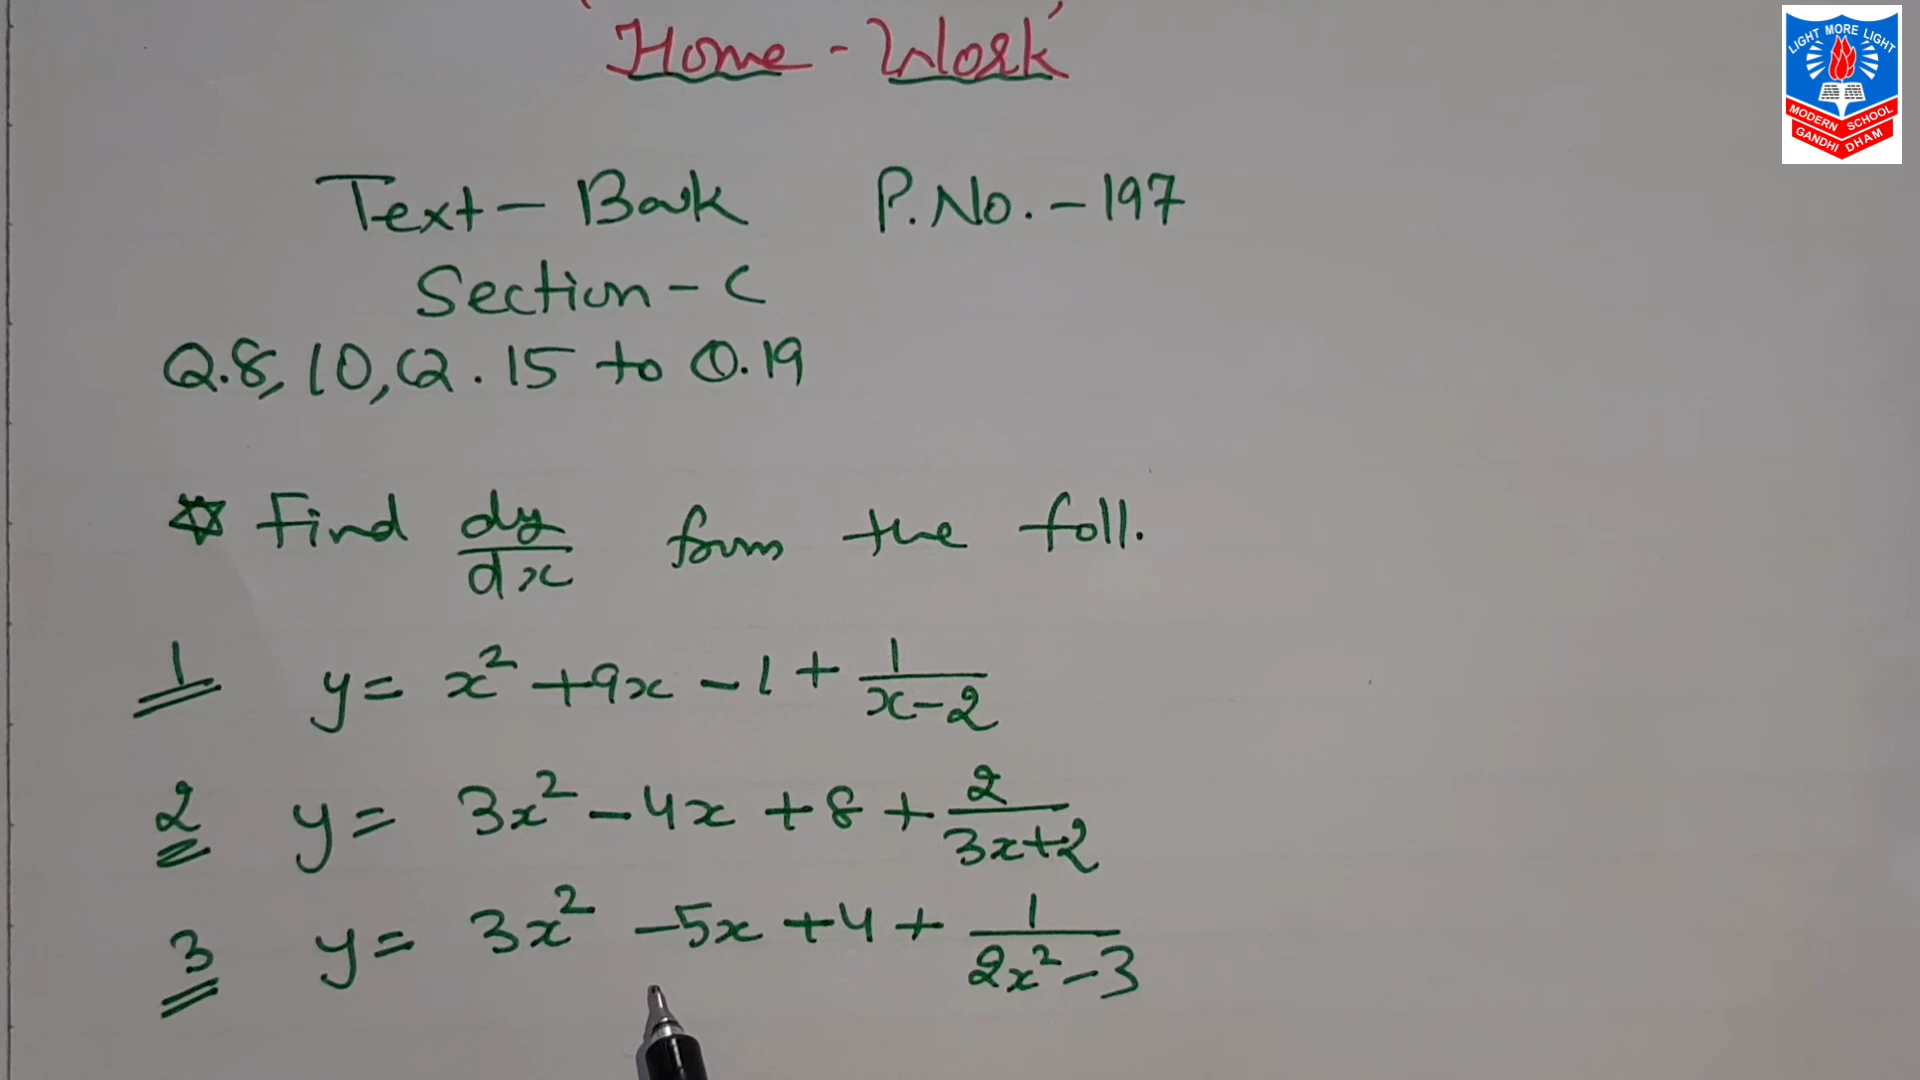 'Home - Work'
LIGHT MORE LIGHT
MODERN SCHOOL
GANDHI DHAM
Text - Book P.No. - 197
Section - C
Q.8, 10, Q.15 to Q.19
☆ Find dy/dx form the foll.
1 y = x² + 9x - 1 + 1/(x-2)
2 y = 3x² - 4x + 8 + 2/(3x+2)
3 y = 3x² - 5x + 4 + 1/(2x²-3)